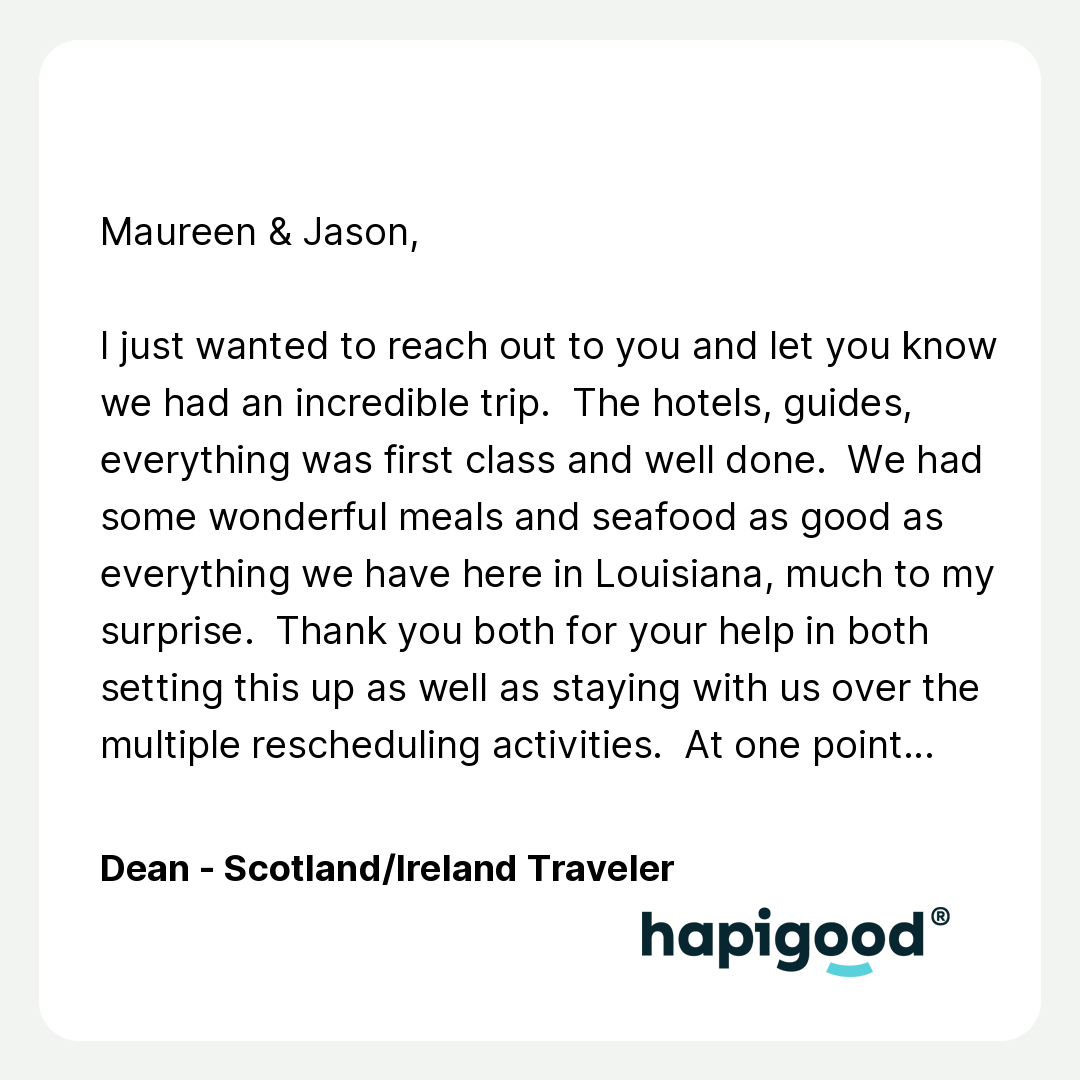 Maureen & Jason,
I just wanted to reach out to you and let you know
we had an incredible trip.  The hotels, guides,
everything was first class and well done.  We had
some wonderful meals and seafood as good as
everything we have here in Louisiana, much to my
surprise.  Thank you both for your help in both
setting this up as well as staying with us over the
multiple rescheduling activities.  At one point...
Dean - Scotland/Ireland Traveler
hapigood®